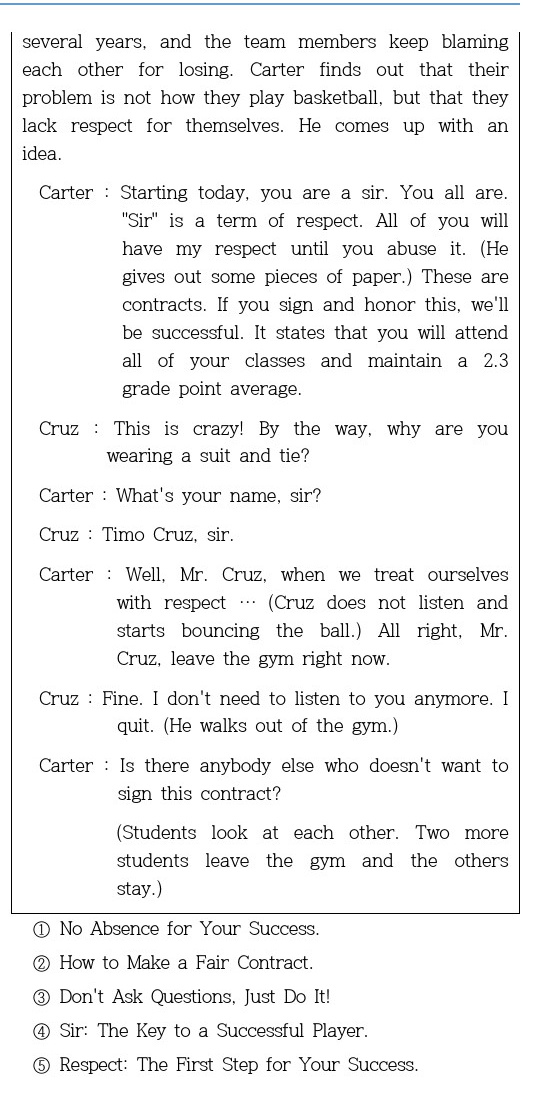 several years, and the team members keep blaming
each other for losing. Carter finds out that their
problem is not how they play basketball, but that they
lack respect for themselves. He comes up with an
idea.
Carter : Starting today, you are a sir. You all are.
"Sir" is a term of respect. All of you will
have my respect until you abuse it. (He
gives out some pieces of paper.) These are
contracts. If you sign and honor this, we'll
be successful. It states that you will attend
all of your classes and maintain a 2.3
grade point average.
Cruz : This is crazy! By the way, why are you
wearing a suit and tie?
Carter : What's your name, sir?
Cruz : Timo Cruz, sir.
Carter : Well, Mr. Cruz, when we treat ourselves
with respect … (Cruz does not listen and
starts bouncing the ball.) All right, Mr.
Cruz, leave the gym right now.
Cruz : Fine. I don't need to listen to you anymore. I
quit. (He walks out of the gym.)
Carter : Is there anybody else who doesn't want to
sign this contract?
(Students look at each other. Two more
students leave the gym and the others
stay.)
① No Absence for Your Success.
② How to Make a Fair Contract.
③ Don't Ask Questions, Just Do It!
④ Sir: The Key to a Successful Player.
⑤ Respect: The First Step for Your Success.